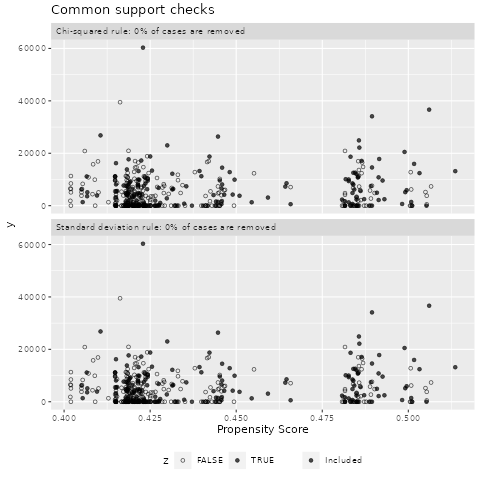 Common support checks
Chi-squared rule: 0% of cases are removed
60000
40000
20000
0
y
Standard deviation rule: 0% of cases are removed
60000
40000
20000
0
0.400 0.425 0.450 0.475 0.500
Propensity Score
z FALSE TRUE Included